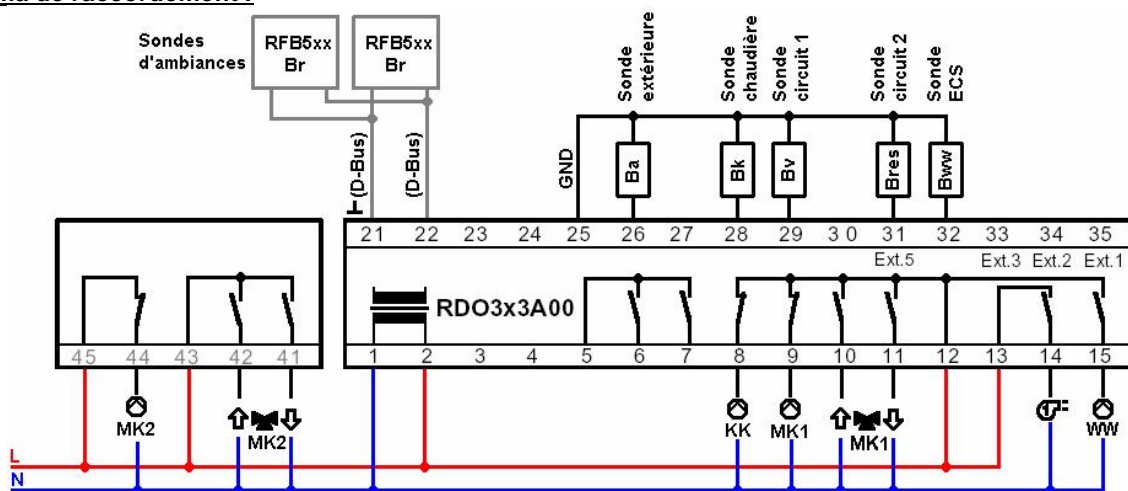 Sondes
d'ambiances
RFB5xx
Br
RFB5xx
Br
(D-Bus)
(D-Bus)
GND
Sonde
extérieure
Sonde
chaudière
Sonde
circuit 1
Sonde
circuit 2
Sonde
ECS
Ba
Bk
Bv
Bres
Bww
21 22 23 24 25 26 27 28 29 30 31 32 33 34 35
Ext.5 Ext.3 Ext.2 Ext.1
RDO3x3A00
45 44 43 42 41
1 2 3 4 5 6 7 8 9 10 11 12 13 14 15
MK2
MK2
KK
MK1
MK1
1
WW
L
N